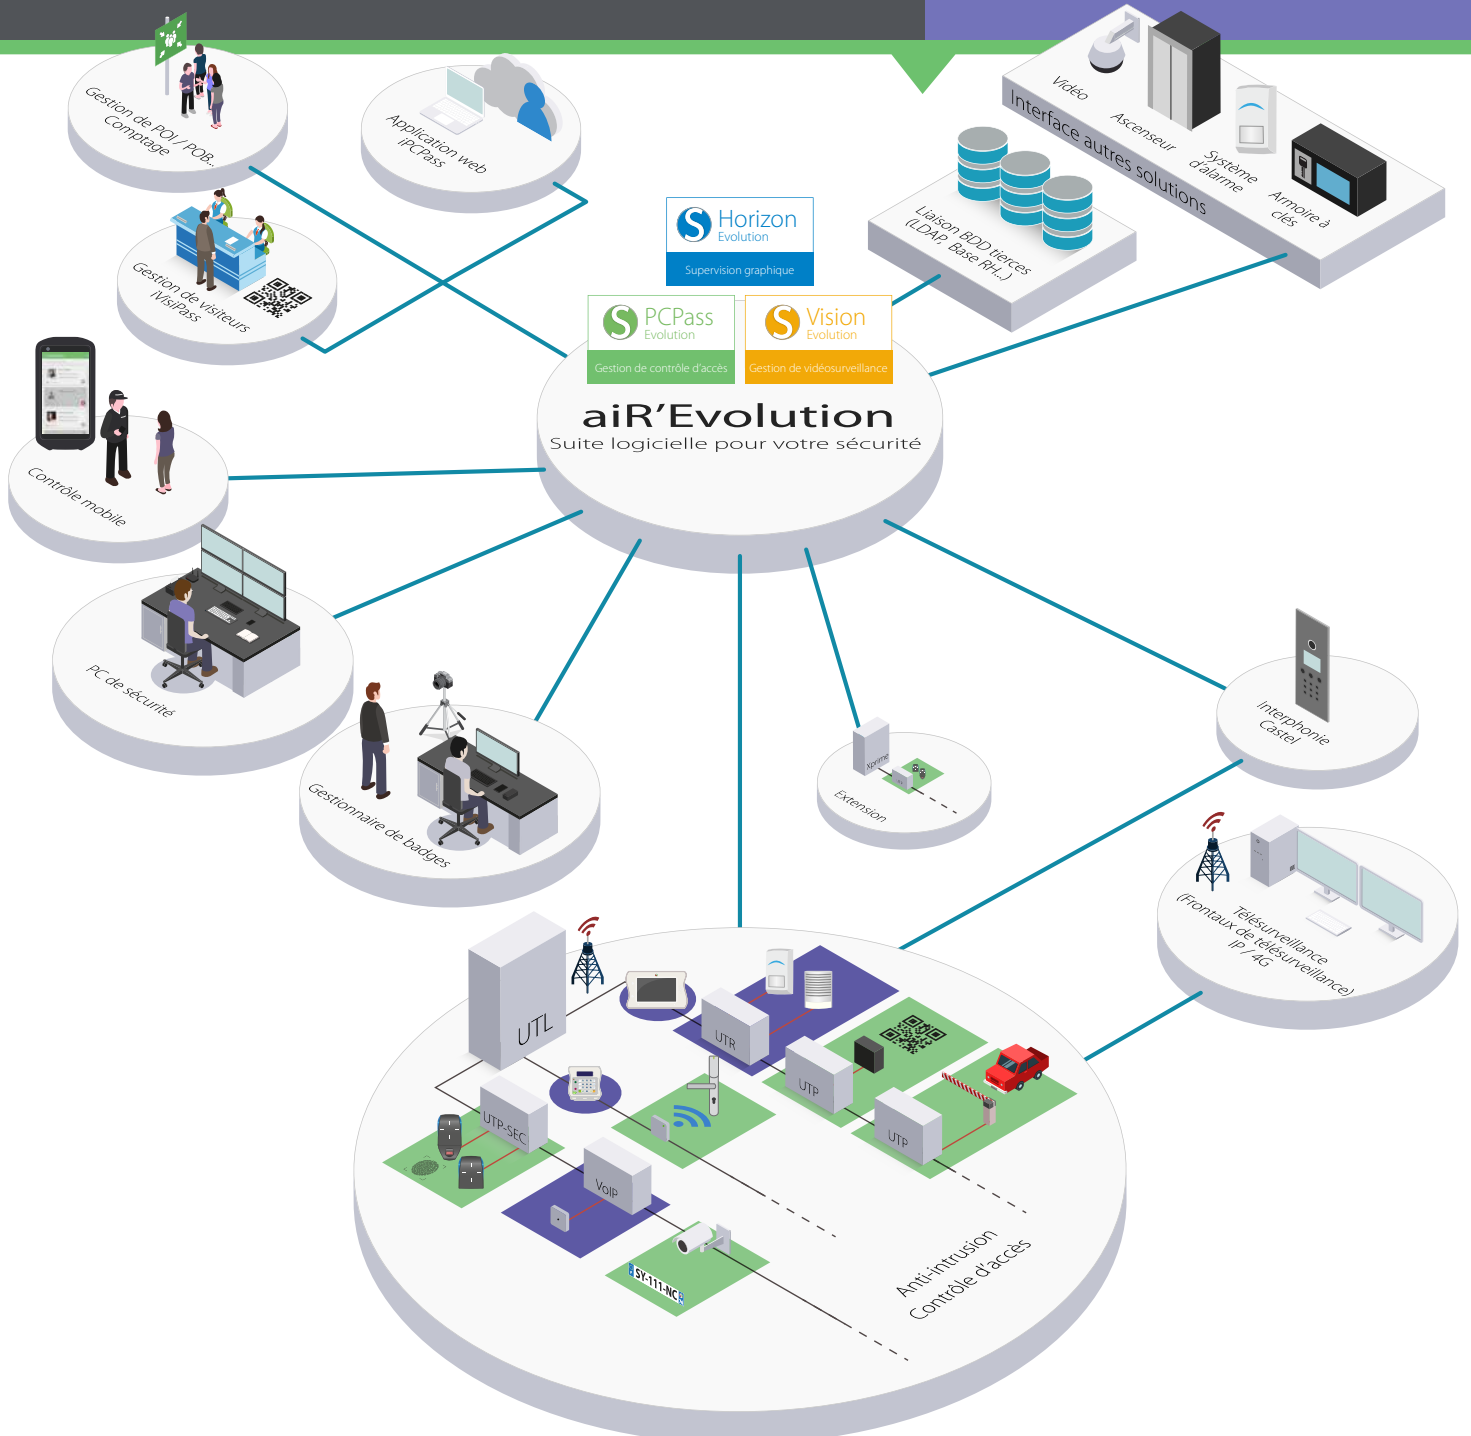 Gestion de POI / POB...
Comptage
Application web
iPCPass
Vidéo
Ascenseur
Système
d'alarme
Armoire à
clés
Interface autres solutions
Liaison BDD tierces
(LDAP, Base RH...)
Gestion de visiteurs
iVisiPass
Horizon
Evolution
Supervision graphique
PCPass
Evolution
Gestion de contrôle d'accès
Vision
Evolution
Gestion de vidéosurveillance
aiR'Evolution
Suite logicielle pour votre sécurité
Contrôle mobile
PC de sécurité
Gestionnaire de badges
Xprime
Extension
Interphonie
Castel
Télésurveillance
(Frontaux de télésurveillance)
IP / 4G
UTL
UTR
UTP
UTP
UTP-SEC
VoIP
SY-111-NC
Anti-intrusion
Contrôle d'accès